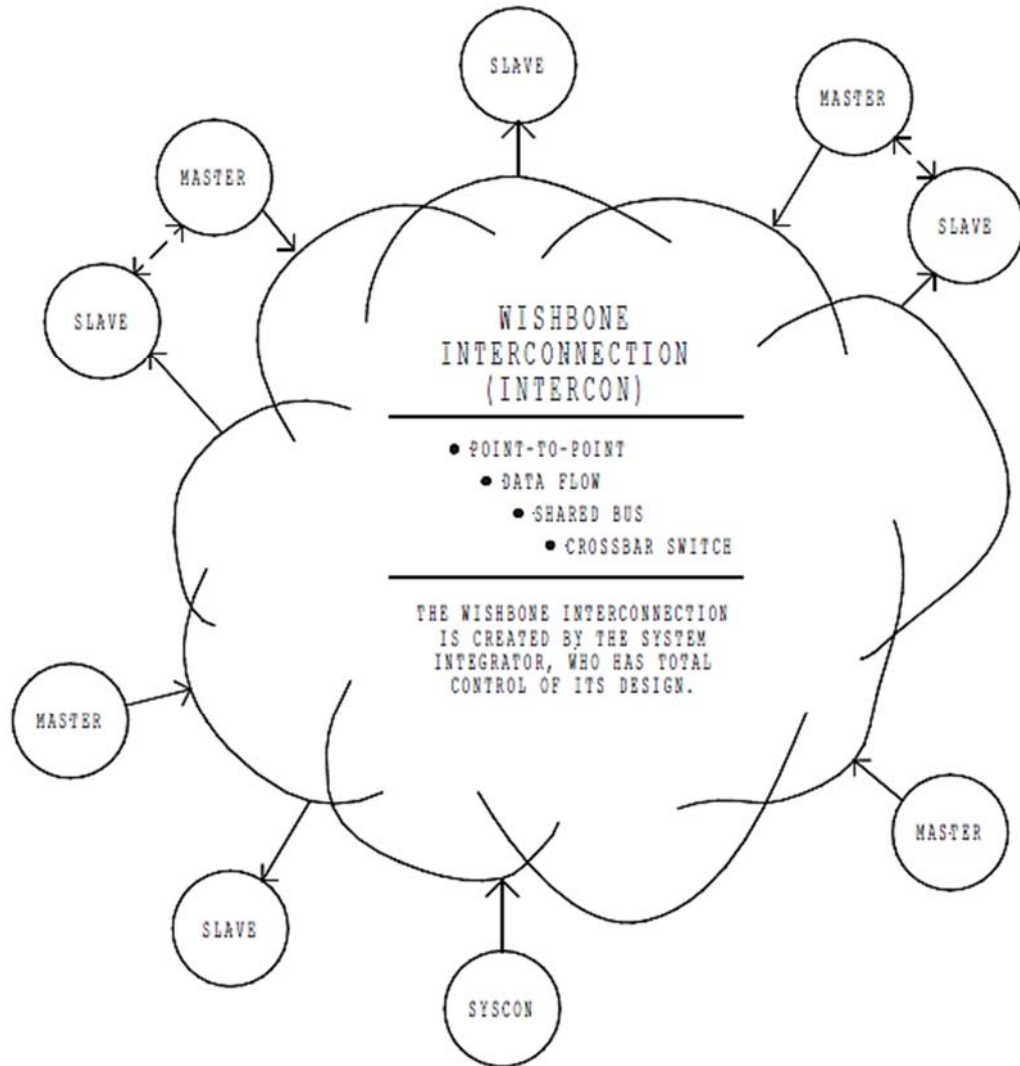 SLAVE
MASTER
MASTER
SLAVE
SLAVE
WISHBONE
INTERCONNECTION
(INTERCON)
• POINT-TO-POINT
• DATA FLOW
• SHARED BUS
• CROSSBAR SWITCH
THE WISHBONE INTERCONNECTION
IS CREATED BY THE SYSTEM
INTEGRATOR, WHO HAS TOTAL
CONTROL OF ITS DESIGN.
MASTER
MASTER
SLAVE
SYSCON